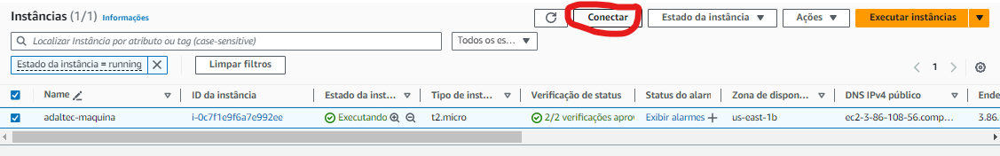 Instâncias (1/1) Informações Conectar Estado da instância Ações Executar instâncias
Localizar Instância por atributo ou tag (case-sensitive) Todos os es...
Estado da instância = running Limpar filtros
1
Name ID da instância Estado da inst... Tipo de inst... Verificação de status Status do alarm Zona de dispon... DNS IPv4 público Ende
adaltec-maquina i-0c7f1e9f6a7e992ee Executando t2.micro 2/2 verificações aprov Exibir alarmes us-east-1b ec2-3-86-108-56.comp... 3.86.